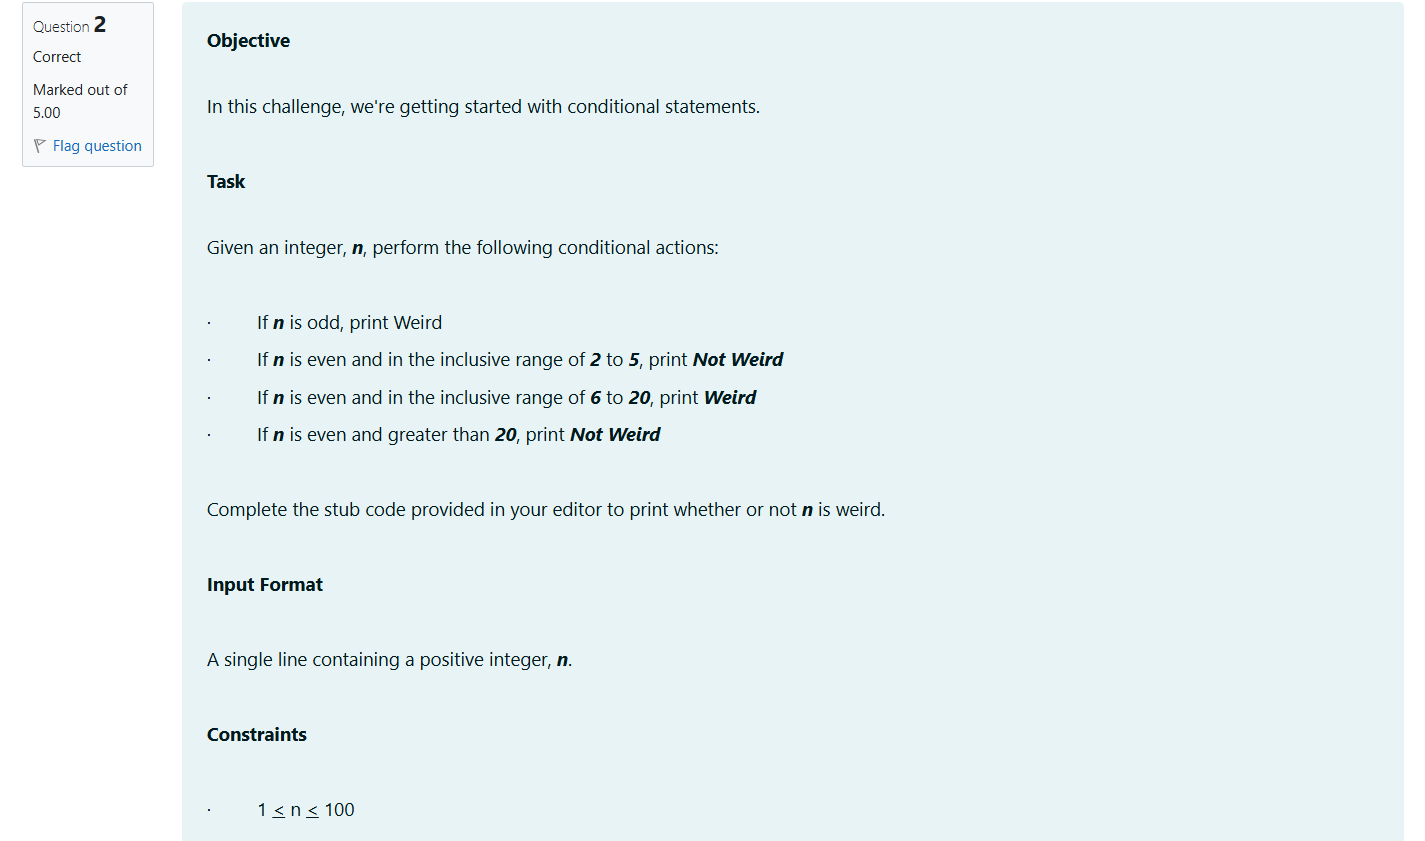 Question 2
Correct
Marked out of
5.00
Flag question
Objective
In this challenge, we're getting started with conditional statements.
Task
Given an integer, n, perform the following conditional actions:
· If n is odd, print Weird
· If n is even and in the inclusive range of 2 to 5, print Not Weird
· If n is even and in the inclusive range of 6 to 20, print Weird
· If n is even and greater than 20, print Not Weird
Complete the stub code provided in your editor to print whether or not n is weird.
Input Format
A single line containing a positive integer, n.
Constraints
· 1 ≤ n ≤ 100